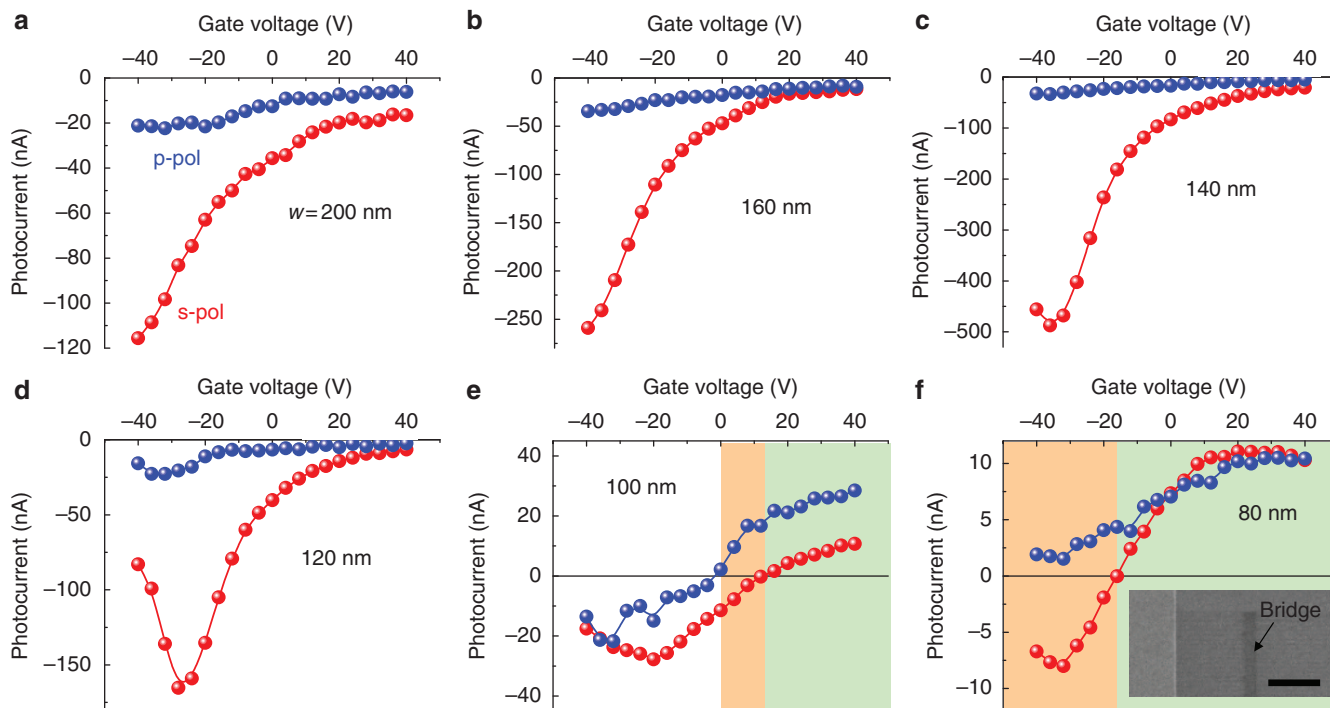 a
Gate voltage (V)
−40 −20 0 20 40
0
−20
−40
−60
−80
−100
−120
Photocurrent (nA)
p-pol
w = 200 nm
s-pol
b
Gate voltage (V)
−40 −20 0 20 40
0
−50
−100
−150
−200
−250
Photocurrent (nA)
160 nm
c
Gate voltage (V)
−40 −20 0 20 40
0
−100
−200
−300
−400
−500
Photocurrent (nA)
140 nm
d
Gate voltage (V)
−40 −20 0 20 40
0
−50
−100
−150
Photocurrent (nA)
120 nm
e
Gate voltage (V)
−40 −20 0 20 40
40
20
0
−20
−40
Photocurrent (nA)
100 nm
f
Gate voltage (V)
−40 −20 0 20 40
10
5
0
−5
−10
Photocurrent (nA)
80 nm
Bridge